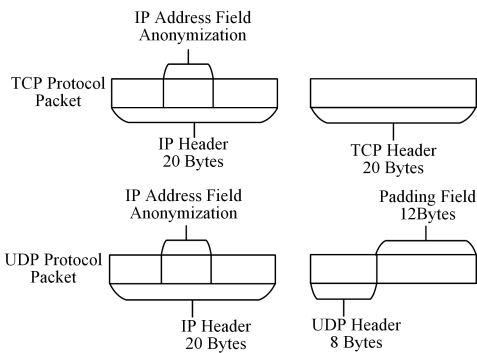 IP Address Field
Anonymization
TCP Protocol
Packet
IP Header
20 Bytes
TCP Header
20 Bytes
IP Address Field
Anonymization
Padding Field
12Bytes
UDP Protocol
Packet
IP Header
20 Bytes
UDP Header
8 Bytes